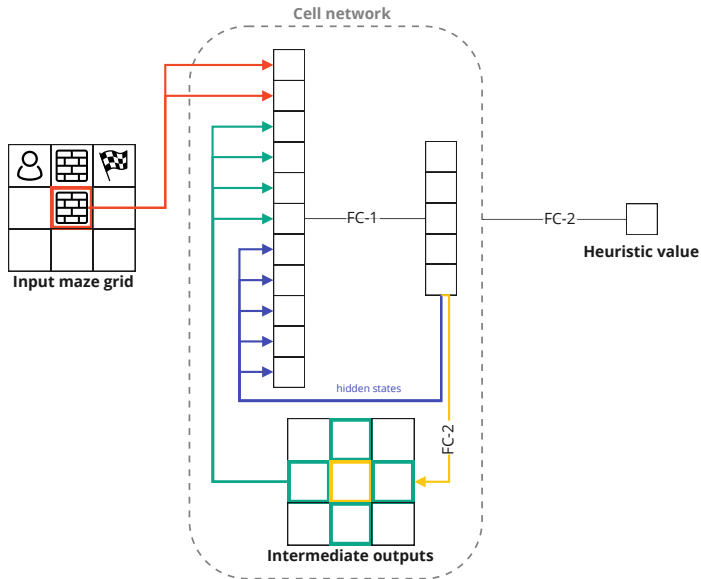 Cell network
FC-1
FC-2
Heuristic value
Input maze grid
hidden states
FC-2
Intermediate outputs